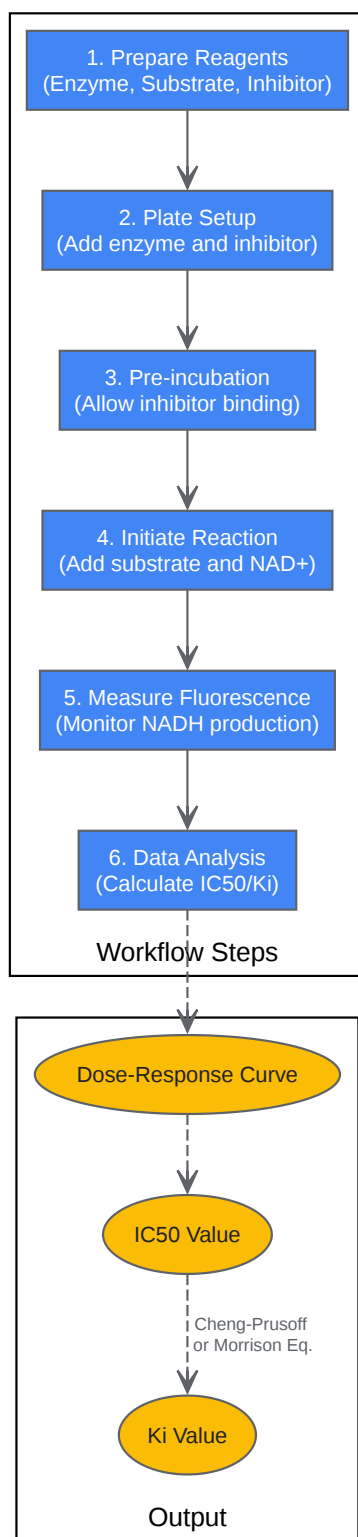 1. Prepare Reagents
(Enzyme, Substrate, Inhibitor)
2. Plate Setup
(Add enzyme and inhibitor)
3. Pre-incubation
(Allow inhibitor binding)
4. Initiate Reaction
(Add substrate and NAD+)
5. Measure Fluorescence
(Monitor NADH production)
6. Data Analysis
(Calculate IC50/Ki)
Workflow Steps
Dose-Response Curve
IC50 Value
Cheng-Prusoff
or Morrison Eq.
Ki Value
Output